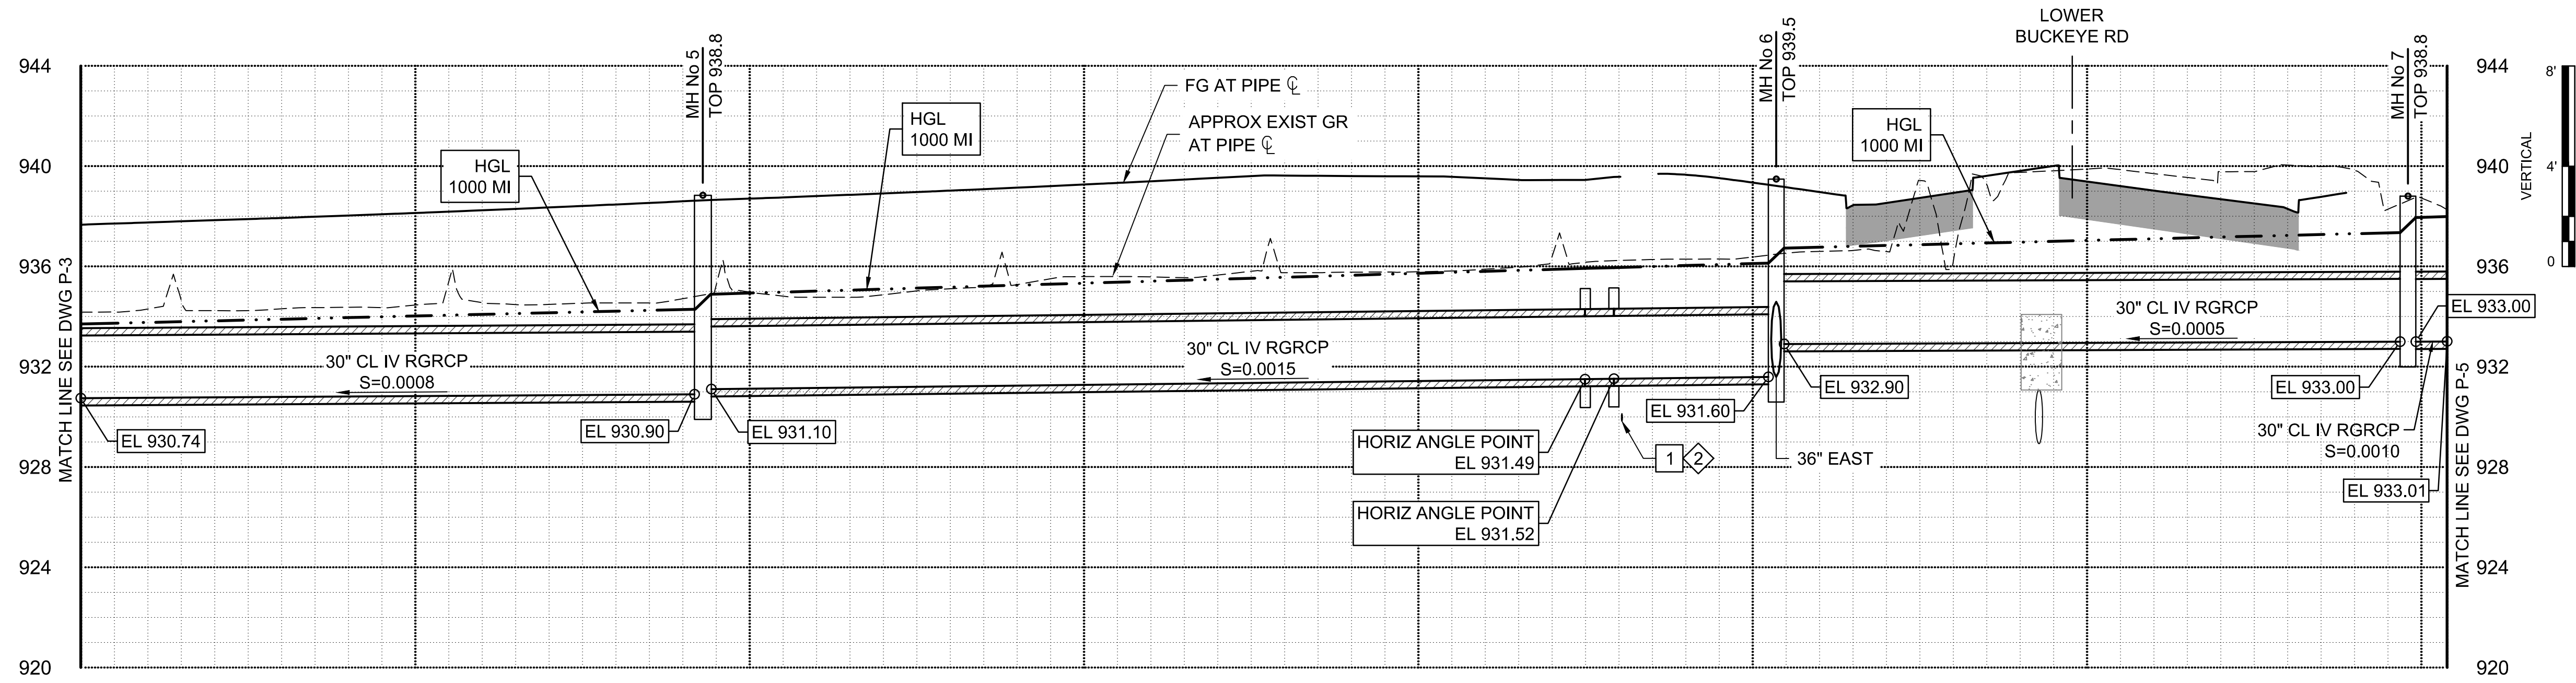 LOWER
BUCKEYE RD
MH No 5
TOP 938.8
MH No 6
TOP 939.5
MH No 7
TOP 938.8
944
944
8'
FG AT PIPE ℄
HGL
1000 MI
APPROX EXIST GR
AT PIPE ℄
HGL
1000 MI
VERTICAL
HGL
1000 MI
940
940
4'
936
936
0
MATCH LINE SEE DWG P-3
MATCH LINE SEE DWG P-5
30" CL IV RGRCP
S=0.0008
30" CL IV RGRCP
S=0.0015
30" CL IV RGRCP
S=0.0005
EL 933.00
932
932
EL 930.74
EL 930.90
EL 931.10
EL 931.60
EL 932.90
EL 933.00
HORIZ ANGLE POINT
EL 931.49
1
2
36" EAST
30" CL IV RGRCP
S=0.0010
928
928
EL 933.01
HORIZ ANGLE POINT
EL 931.52
924
924
920
920